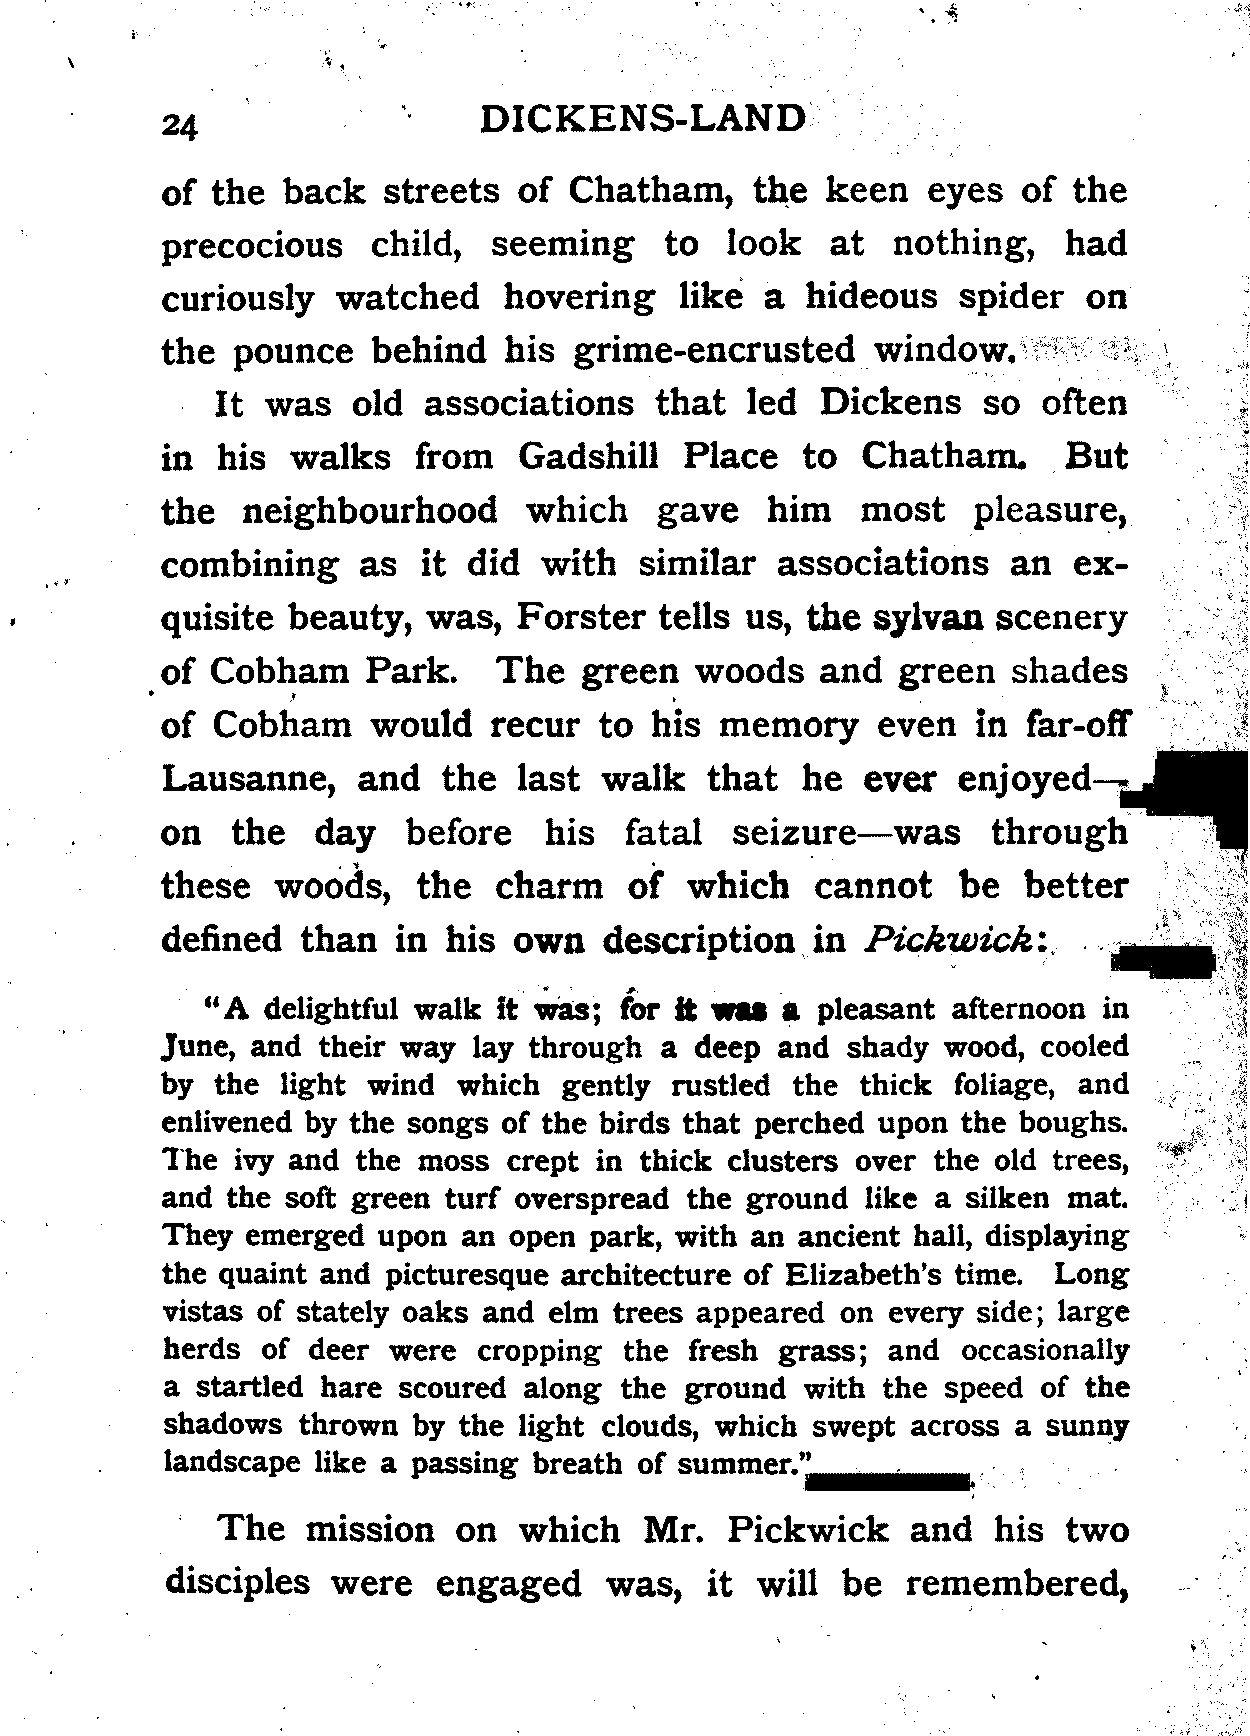 24 DICKENS-LAND
of the back streets of Chatham, the keen eyes of the
precocious child, seeming to look at nothing, had
curiously watched hovering like a hideous spider on
the pounce behind his grime-encrusted window.
It was old associations that led Dickens so often
in his walks from Gadshill Place to Chatham. But
the neighbourhood which gave him most pleasure,
combining as it did with similar associations an ex-
quisite beauty, was, Forster tells us, the sylvan scenery
of Cobham Park. The green woods and green shades
of Cobham would recur to his memory even in far-off
Lausanne, and the last walk that he ever enjoyed—
on the day before his fatal seizure—was through
these woods, the charm of which cannot be better
defined than in his own description in Pickwick:
"A delightful walk it was; for it was a pleasant afternoon in
June, and their way lay through a deep and shady wood, cooled
by the light wind which gently rustled the thick foliage, and
enlivened by the songs of the birds that perched upon the boughs.
The ivy and the moss crept in thick clusters over the old trees,
and the soft green turf overspread the ground like a silken mat.
They emerged upon an open park, with an ancient hall, displaying
the quaint and picturesque architecture of Elizabeth's time. Long
vistas of stately oaks and elm trees appeared on every side; large
herds of deer were cropping the fresh grass; and occasionally
a startled hare scoured along the ground with the speed of the
shadows thrown by the light clouds, which swept across a sunny
landscape like a passing breath of summer."
The mission on which Mr. Pickwick and his two
disciples were engaged was, it will be remembered,